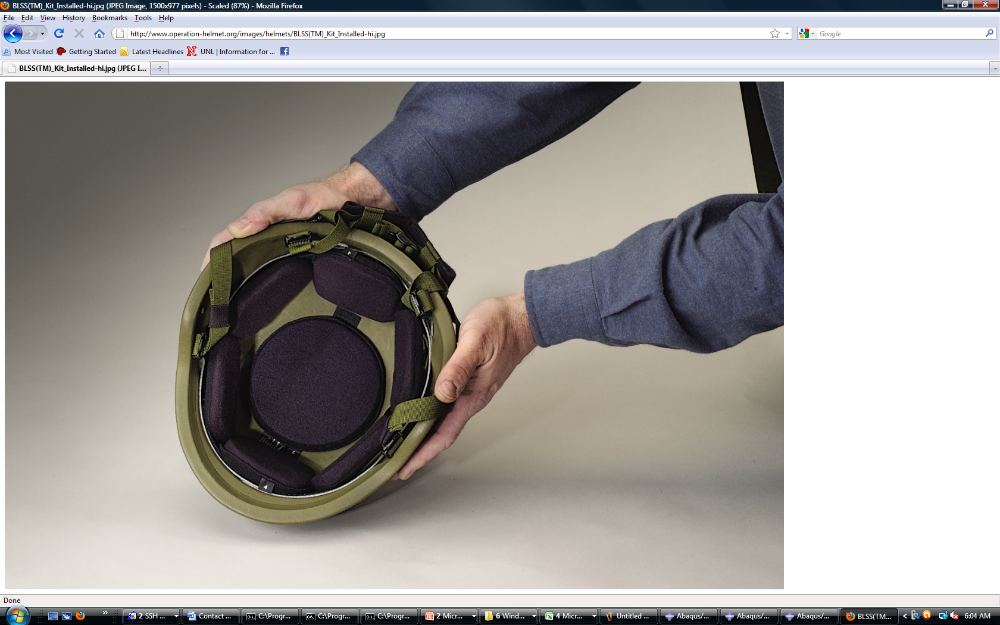 BLSS(TM)_Kit_Installed-hi.jpg (JPEG Image, 1500x977 pixels) - Scaled (87%) - Mozilla Firefox
File Edit View History Bookmarks Tools Help
http://www.operation-helmet.org/images/helmets/BLSS(TM)_Kit_Installed-hi.jpg
Google
Most Visited Getting Started Latest Headlines UNL | Information for ...
BLSS(TM)_Kit_Installed-hi.jpg (JPEG I...
4
6
4
Done
2 SSH ... Contact ... C:\Progr... C:\Progr... C:\Progr... 2 Micr... 6 Wind... 4 Micr... Untitled ... Abaqus/... Abaqus/... Abaqus/... BLSS(TM... 6:04 AM